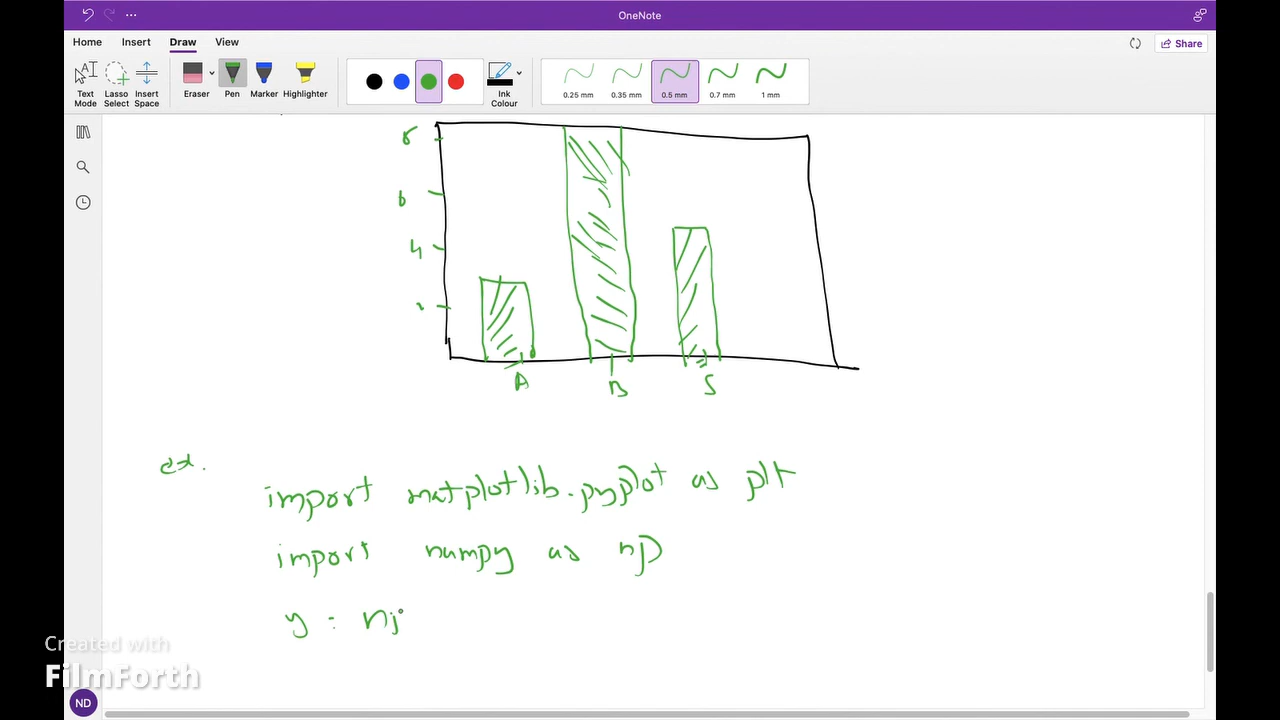 OneNote
Home Insert Draw View
Share
Text Mode Lasso Select Insert Space Eraser Pen Marker Highlighter Ink Colour 0.25 mm 0.35 mm 0.5 mm 0.7 mm 1 mm
8
6
4
2
A B S
ex.
import matplotlib.pyplot as plt
import numpy as np
y =
Created with
FilmForth
ND